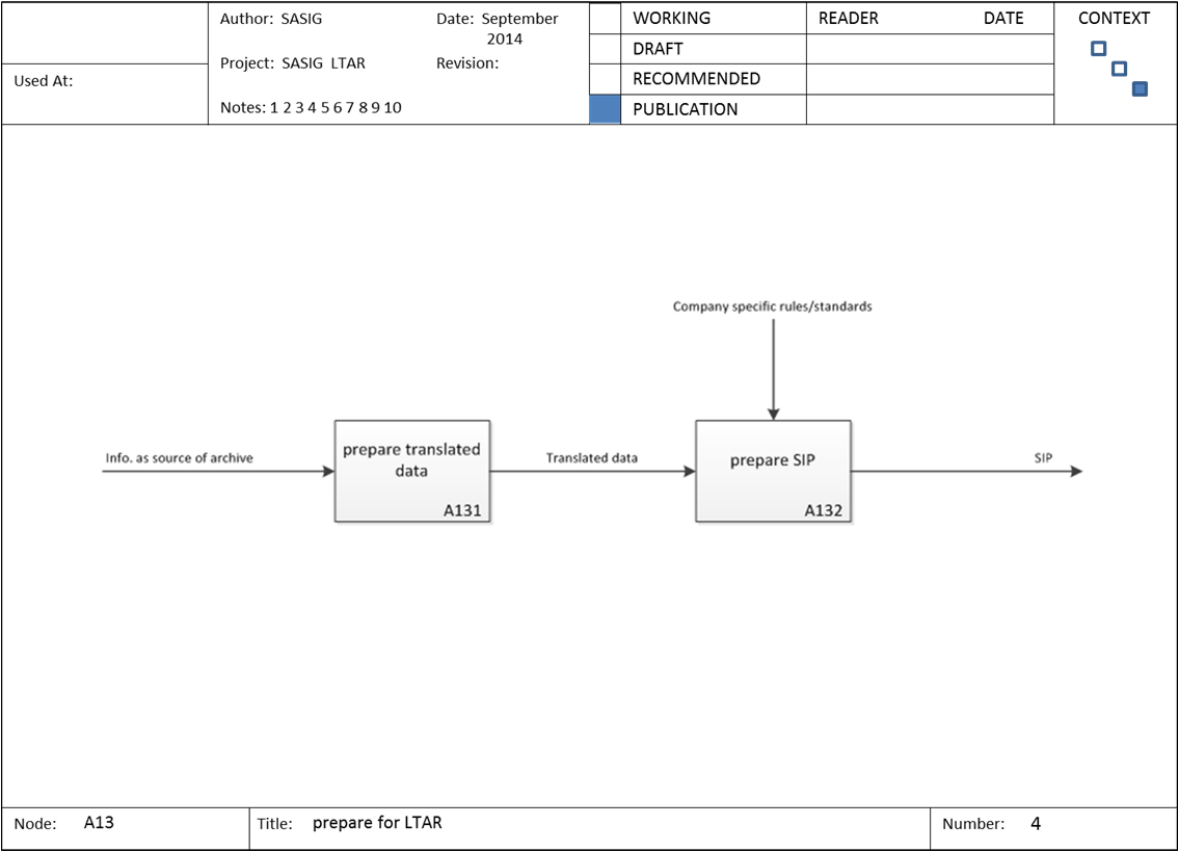 Used At:
Author: SASIG
Date: September
2014
Project: SASIG LTAR
Revision:
Notes: 1 2 3 4 5 6 7 8 9 10
WORKING
DRAFT
RECOMMENDED
PUBLICATION
READER
DATE
CONTEXT
Company specific rules/standards
Info. as source of archive
prepare translated
data
A131
Translated data
prepare SIP
A132
SIP
Node: A13
Title: prepare for LTAR
Number: 4